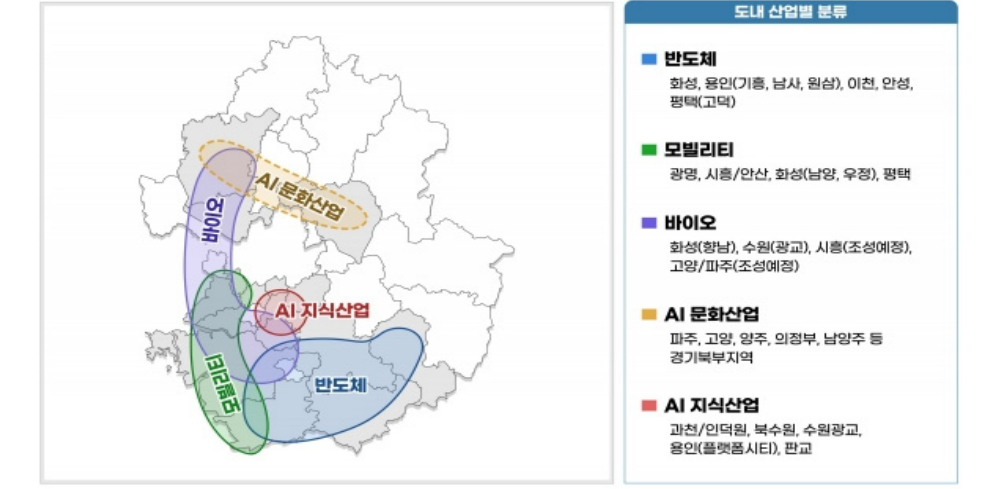 AI 문화산업
바이오
AI 지식산업
모빌리티
반도체
도내 산업별 분류
반도체
화성, 용인(기흥, 남사, 원삼), 이천, 안성,
평택(고덕)
모빌리티
광명, 시흥/안산, 화성(남양, 우정), 평택
바이오
화성(향남), 수원(광교), 시흥(조성예정),
고양/파주(조성예정)
AI 문화산업
파주, 고양, 양주, 의정부, 남양주 등
경기북부지역
AI 지식산업
과천/인덕원, 북수원, 수원광교,
용인(플랫폼시티), 판교